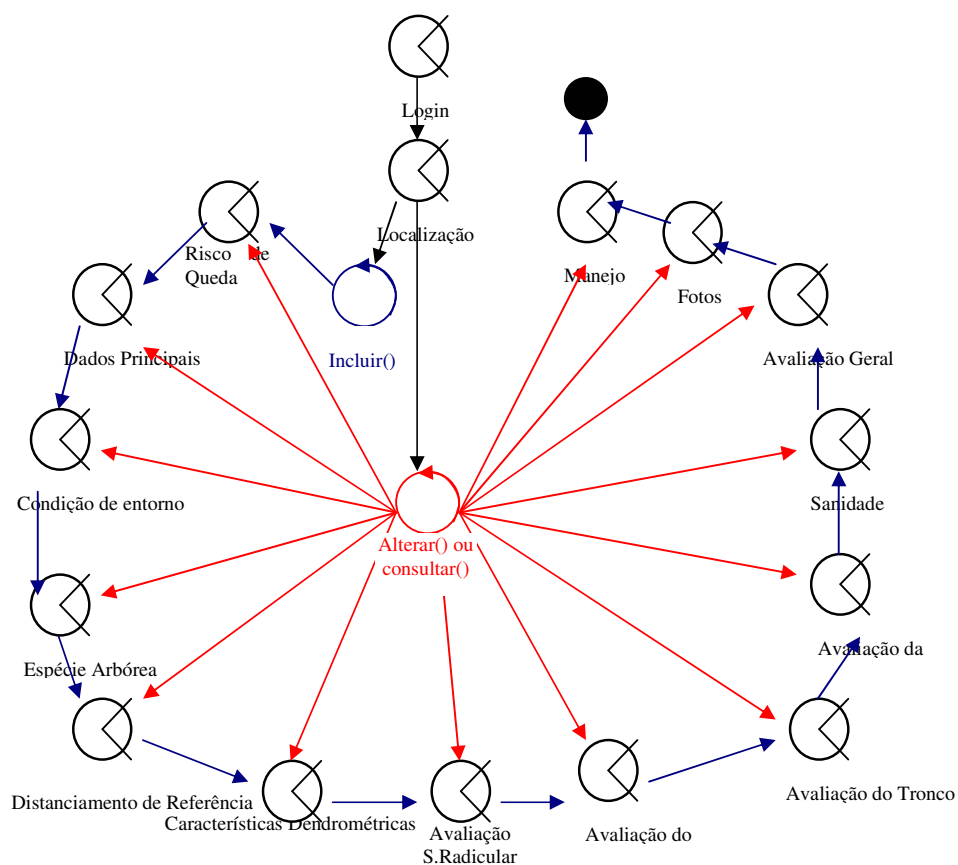 Login
Localização
Risco de
Queda
Manejo
Fotos
Dados Principais
Incluir()
Avaliação Geral
Condição de entorno
Sanidade
Alterar() ou
consultar()
Espécie Arbórea
Avaliação da
Distanciamento de Referência
Características Dendrométricas
Avaliação
S.Radicular
Avaliação do
Avaliação do Tronco